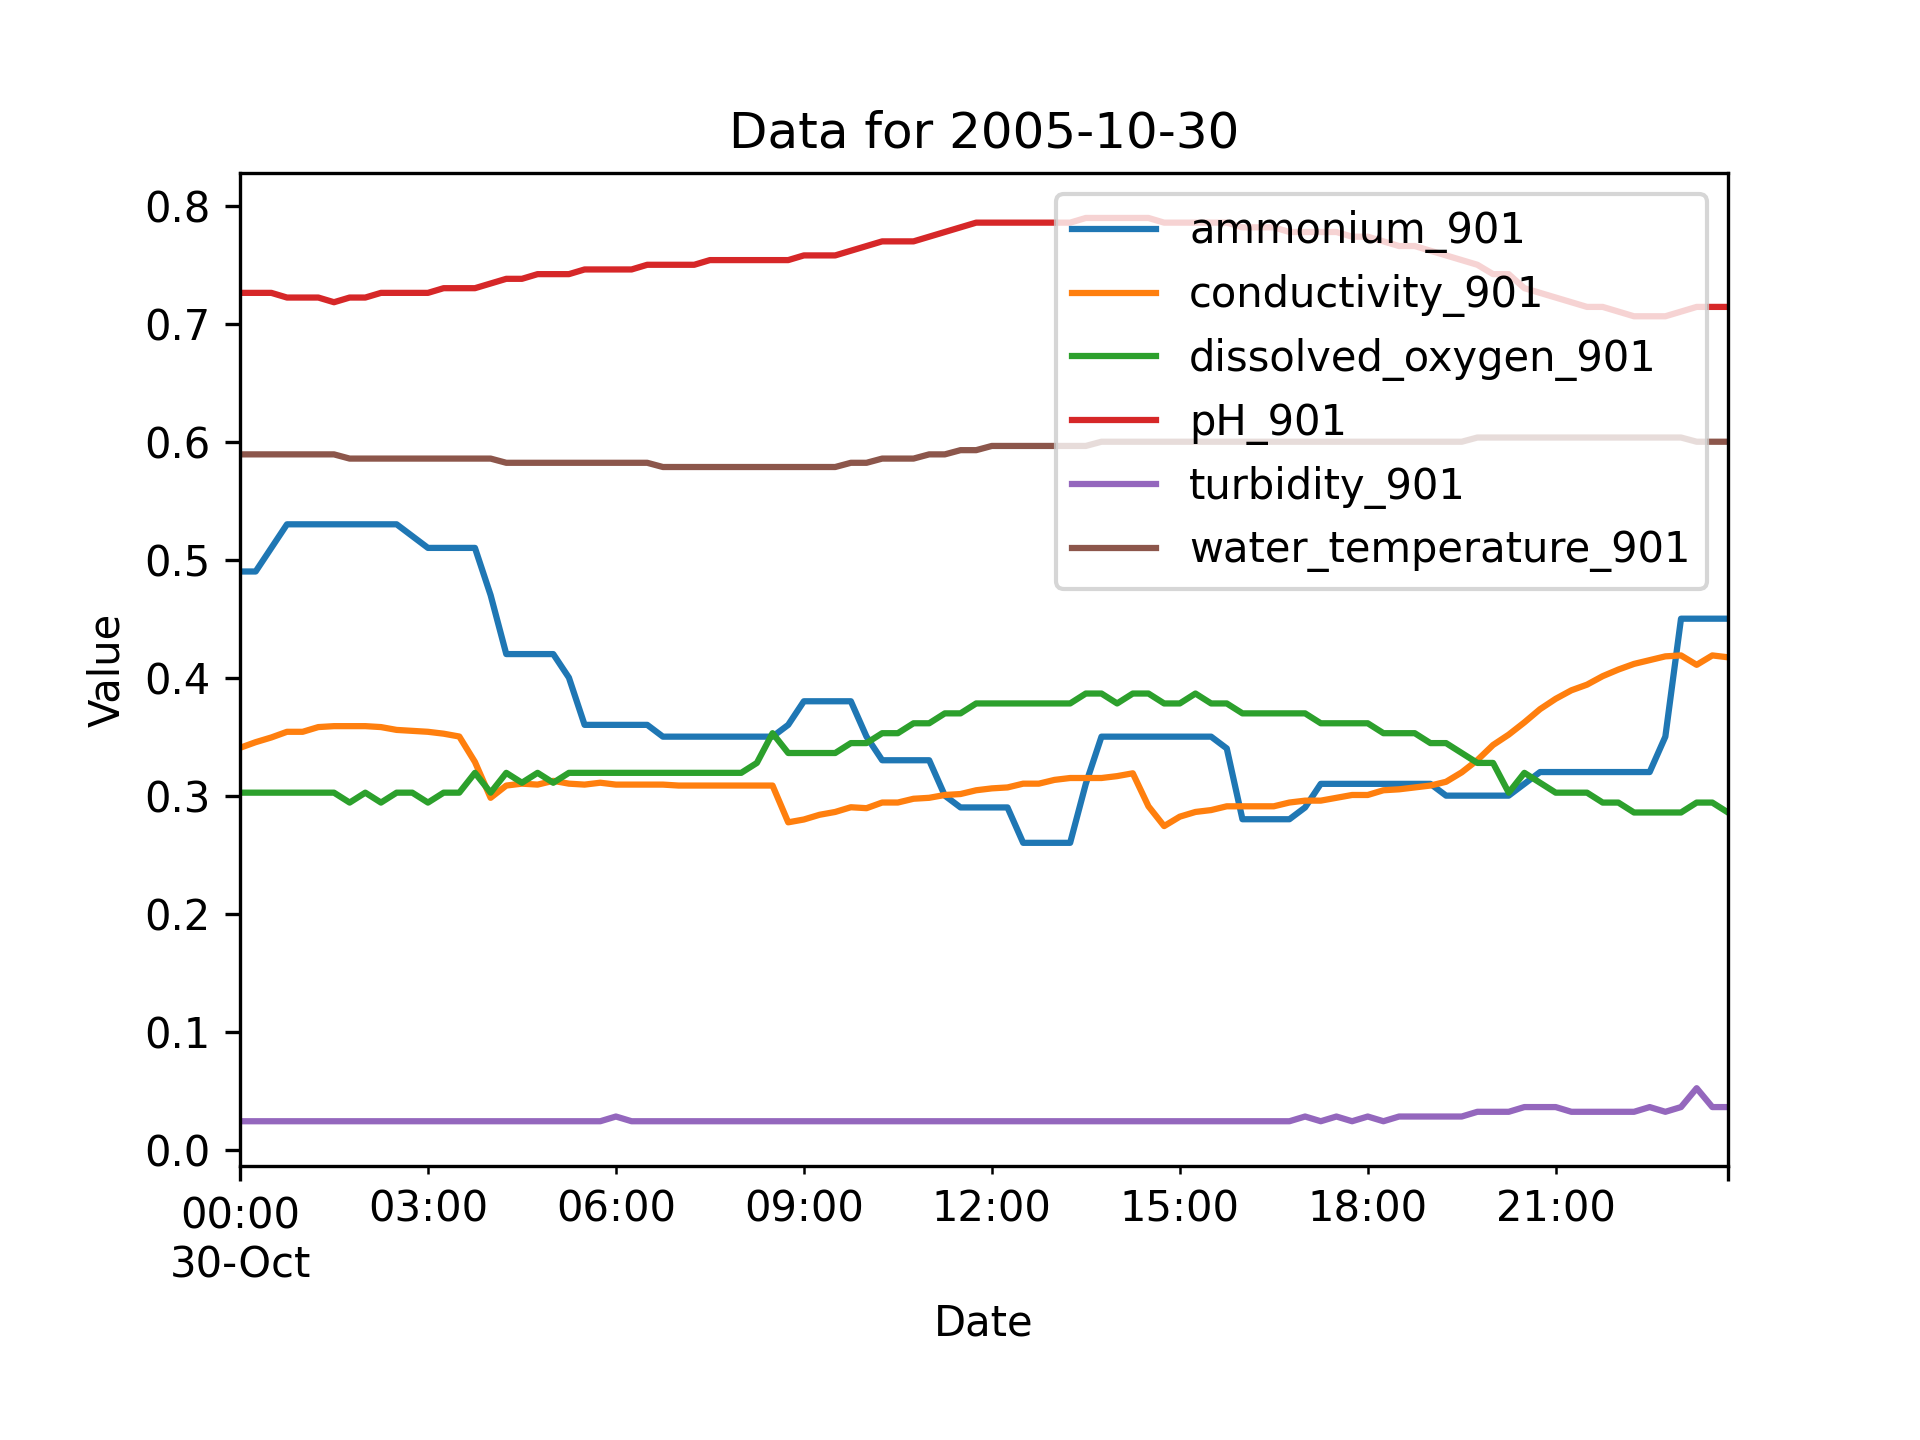 Data for 2005-10-30
0.8
0.7
0.6
0.5
0.4
0.3
0.2
0.1
0.0
Value
ammonium_901
conductivity_901
dissolved_oxygen_901
pH_901
turbidity_901
water_temperature_901
00:00 03:00 06:00 09:00 12:00 15:00 18:00 21:00
30-Oct
Date